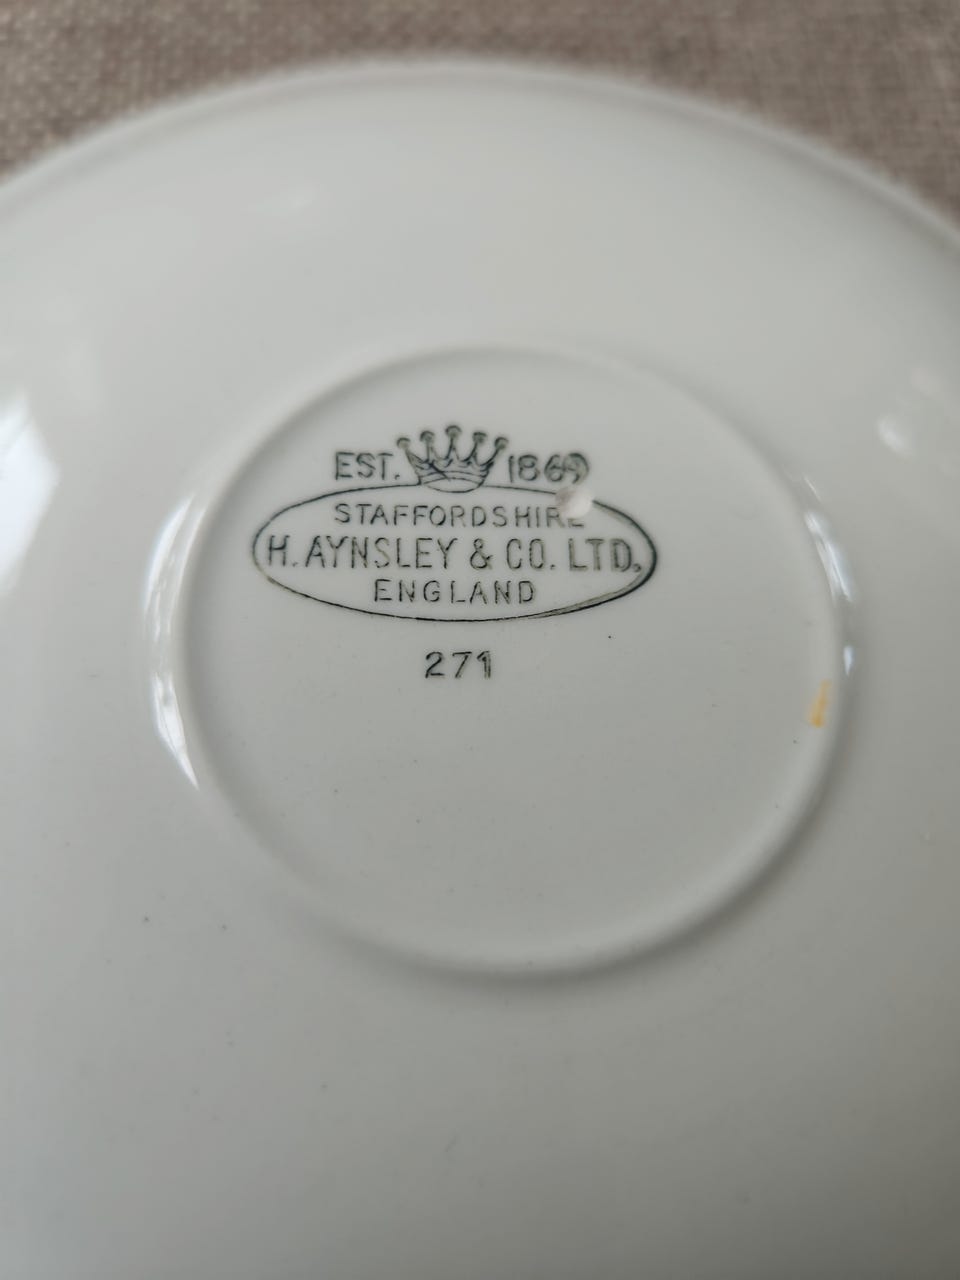 EST. 1869
STAFFORDSHIRE
H. AYNSLEY & CO. LTD.
ENGLAND
271